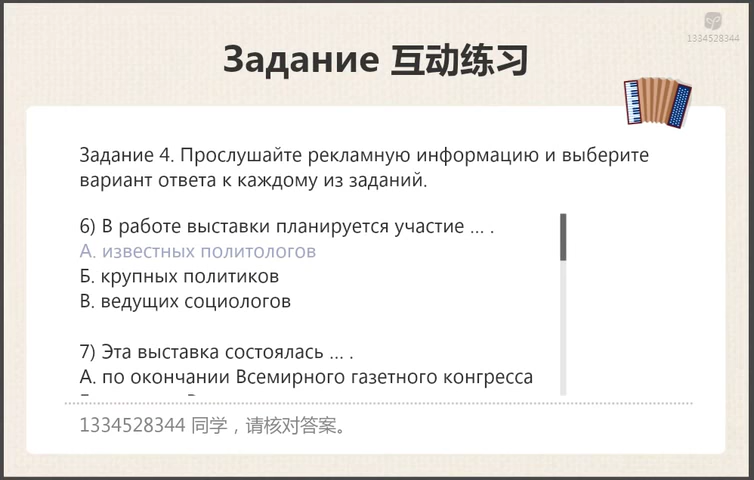 1334528344
Задание 互动练习
Задание 4. Прослушайте рекламную информацию и выберите
вариант ответа к каждому из заданий.
6) В работе выставки планируется участие ... .
А. известных политологов
Б. крупных политиков
В. ведущих социологов
7) Эта выставка состоялась ... .
А. по окончании Всемирного газетного конгресса
1334528344 同学，请核对答案。